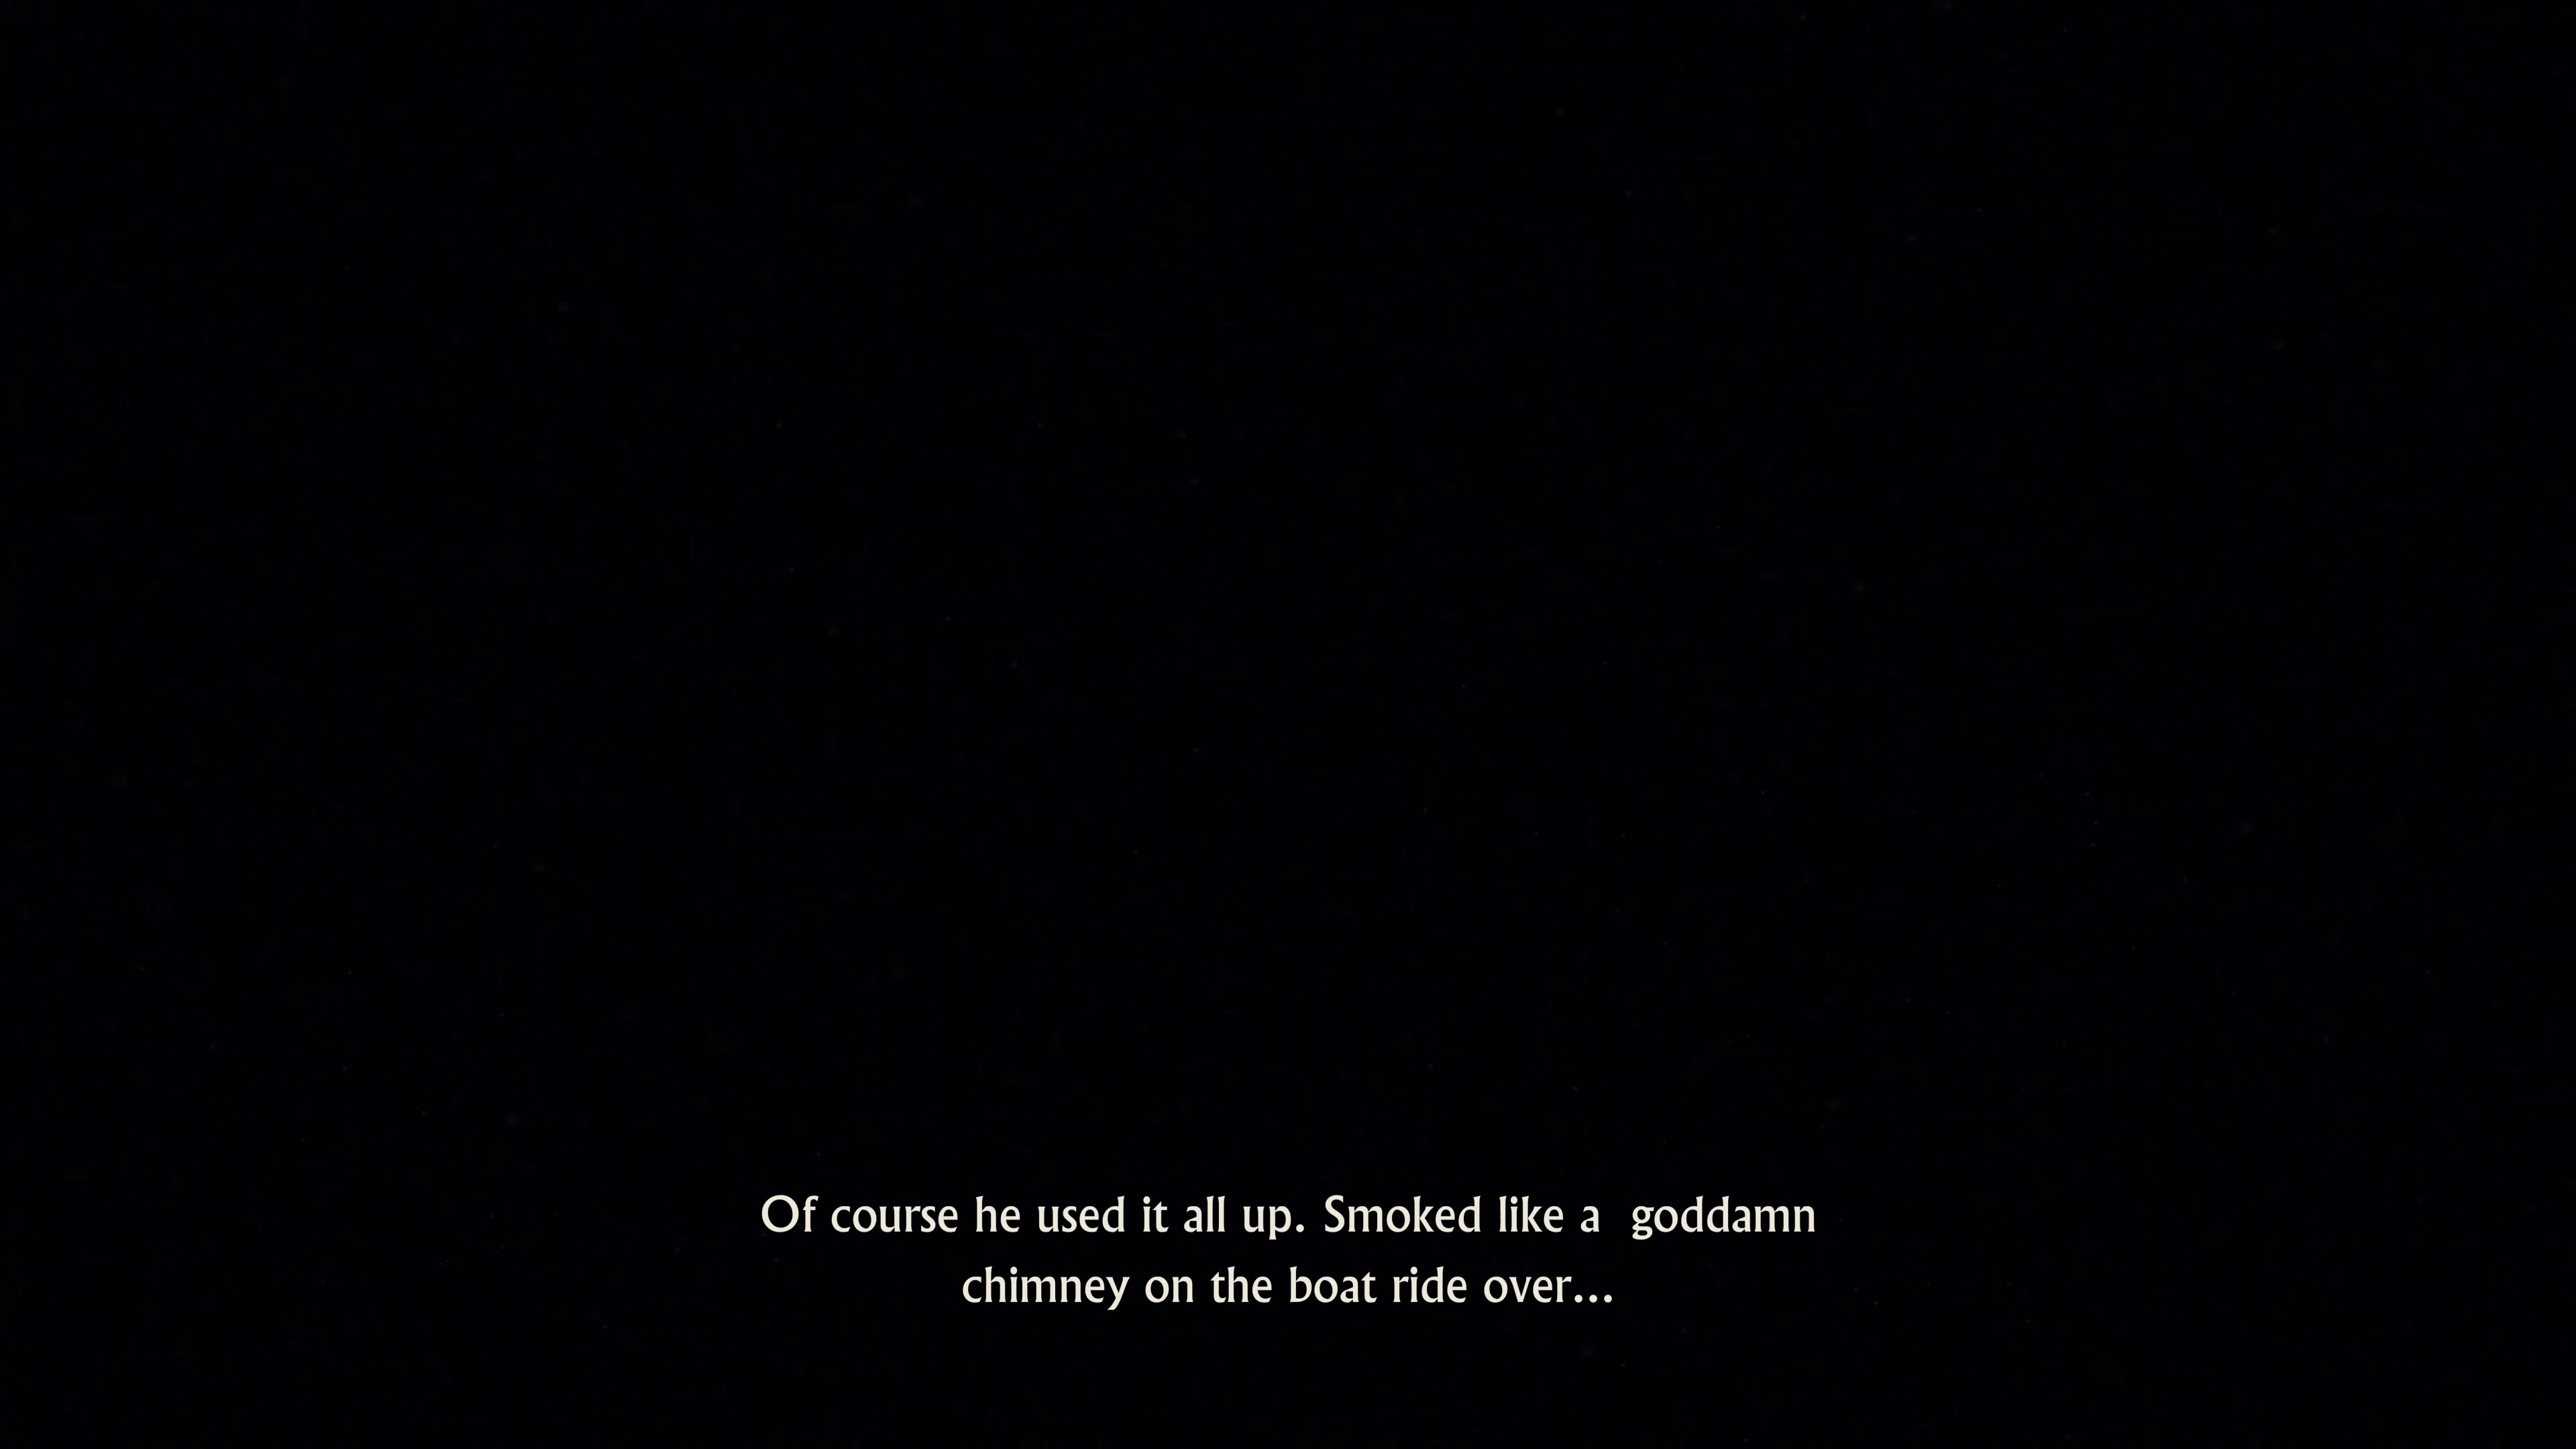 Of course he used it all up. Smoked like a  goddamn
chimney on the boat ride over...